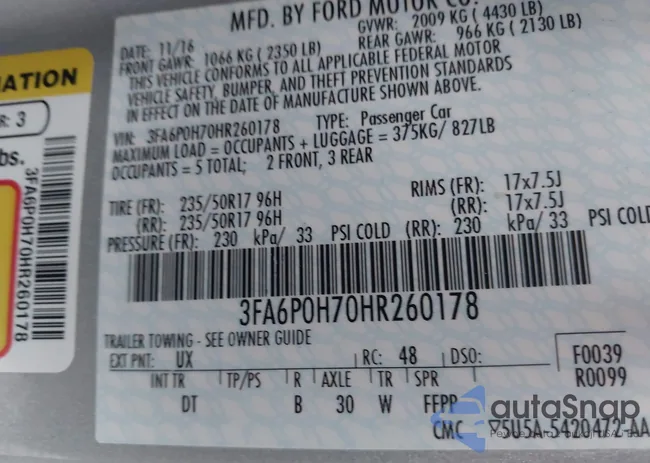 MFD. BY FORD MOTOR CO.
DATE: 11/16 GVWR: 2009 KG ( 4430 LB)
FRONT GAWR: 1066 KG ( 2350 LB) REAR GAWR: 966 KG ( 2130 LB)
THIS VEHICLE CONFORMS TO ALL APPLICABLE FEDERAL MOTOR
VEHICLE SAFETY, BUMPER, AND THEFT PREVENTION STANDARDS
IN EFFECT ON THE DATE OF MANUFACTURE SHOWN ABOVE.
VIN: 3FA6P0H70HR260178 TYPE: Passenger Car
MAXIMUM LOAD = OCCUPANTS + LUGGAGE = 375KG/ 827LB
OCCUPANTS = 5 TOTAL; 2 FRONT, 3 REAR
TIRE (FR): 235/50R17 96H RIMS (FR): 17x7.5J
(RR): 235/50R17 96H (RR): 17x7.5J
PRESSURE (FR): 230 kPa/ 33 PSI COLD (RR): 230 kPa/ 33 PSI COLD
3FA6P0H70HR260178
TRAILER TOWING - SEE OWNER GUIDE
EXT PNT: UX RC: 48 DSO: F0039
INT TR TP/PS R AXLE TR SPR R0099
DT B 30 W FFPP
CMC 5U5A-5420472-AA
ATION
R: 3
bs.
3FA6P0H70HR260178
autoSnap